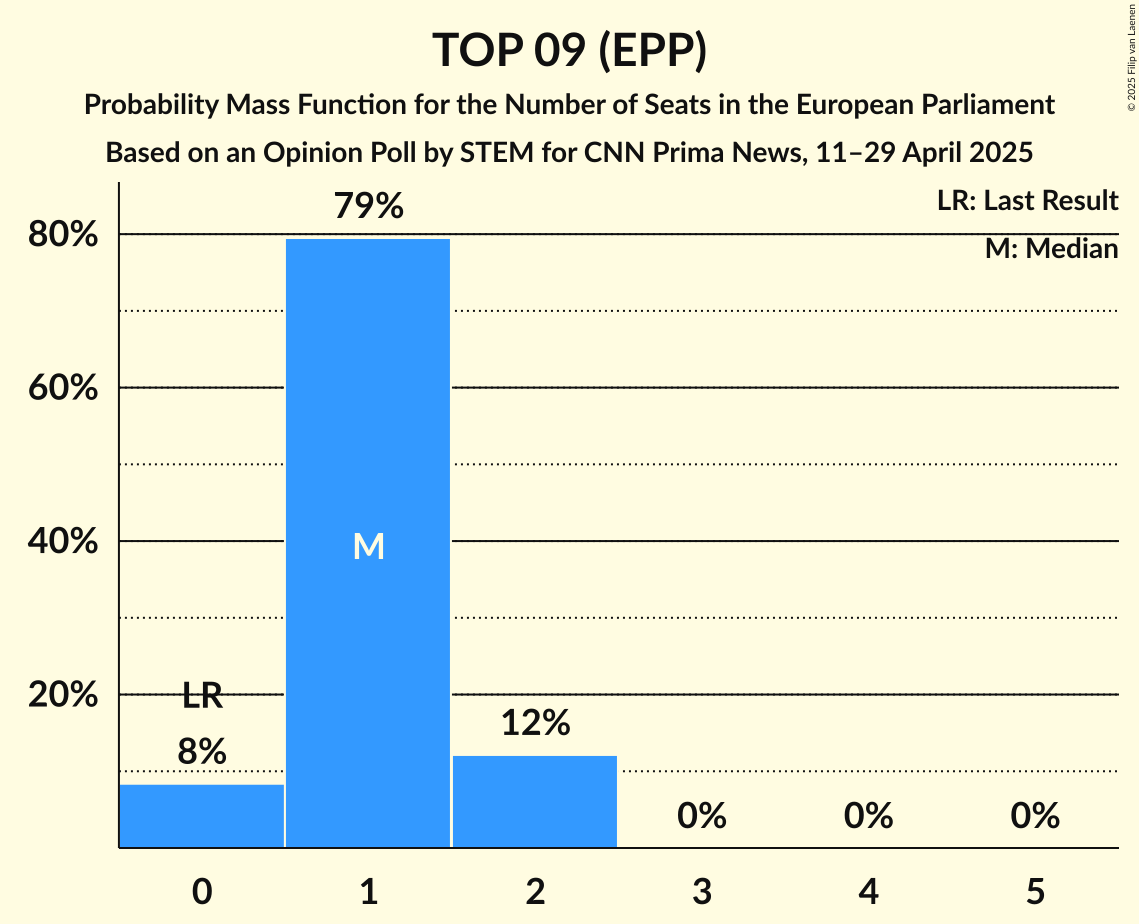 TOP 09 (EPP)
Probability Mass Function for the Number of Seats in the European Parliament
Based on an Opinion Poll by STEM for CNN Prima News, 11–29 April 2025
© 2025 Filip van Laenen
LR: Last Result
M: Median
79%
80%
60%
40%
M
20%
LR
8%
12%
0%
0%
0%
0
1
2
3
4
5